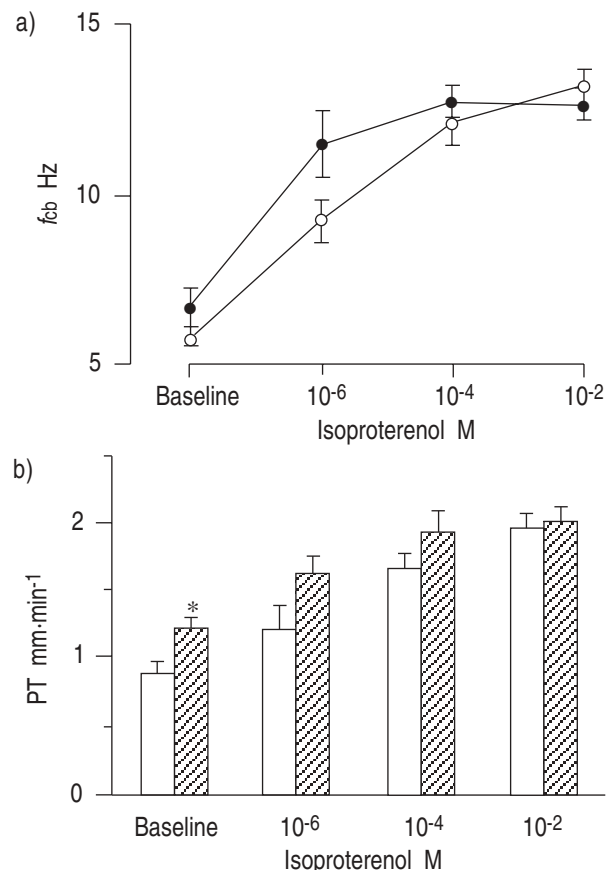 a)
15
10
5
fcb Hz
Baseline 10⁻⁶ 10⁻⁴ 10⁻²
Isoproterenol M
b)
2
1
0
PT mm·min⁻¹
*
Baseline 10⁻⁶ 10⁻⁴ 10⁻²
Isoproterenol M